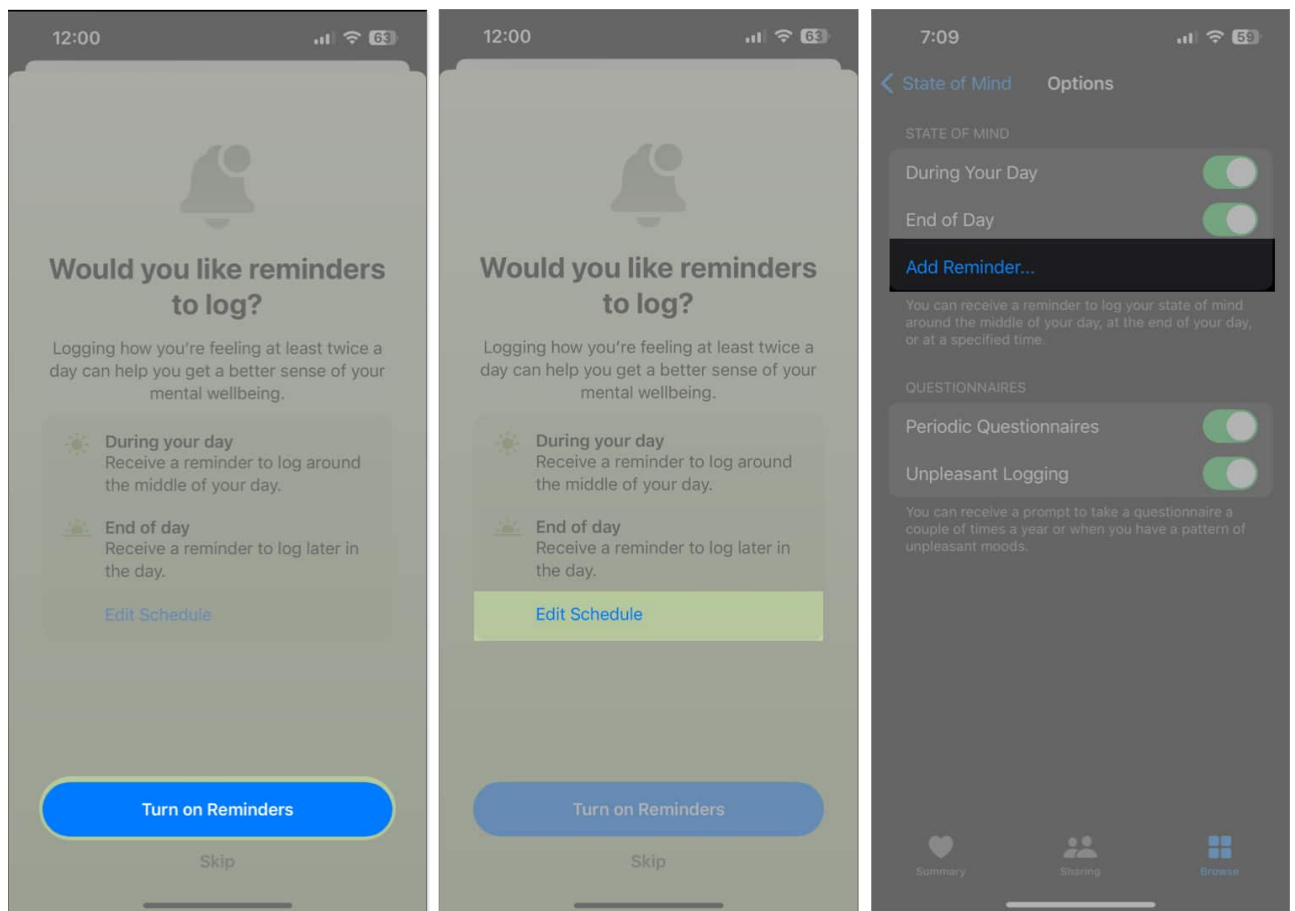 12:00
63
Would you like reminders
to log?
Logging how you're feeling at least twice a
day can help you get a better sense of your
mental wellbeing.
During your day
Receive a reminder to log around
the middle of your day.
End of day
Receive a reminder to log later in
the day.
Edit Schedule
Turn on Reminders
Skip
12:00
63
Would you like reminders
to log?
Logging how you're feeling at least twice a
day can help you get a better sense of your
mental wellbeing.
During your day
Receive a reminder to log around
the middle of your day.
End of day
Receive a reminder to log later in
the day.
Edit Schedule
Turn on Reminders
Skip
7:09
59
State of Mind Options
STATE OF MIND
During Your Day
End of Day
Add Reminder...
You can receive a reminder to log your state of mind
around the middle of your day, at the end of your day,
or at a specified time.
QUESTIONNAIRES
Periodic Questionnaires
Unpleasant Logging
You can receive a prompt to take a questionnaire a
couple of times a year or when you have a pattern of
unpleasant moods.
Summary Sharing Browse